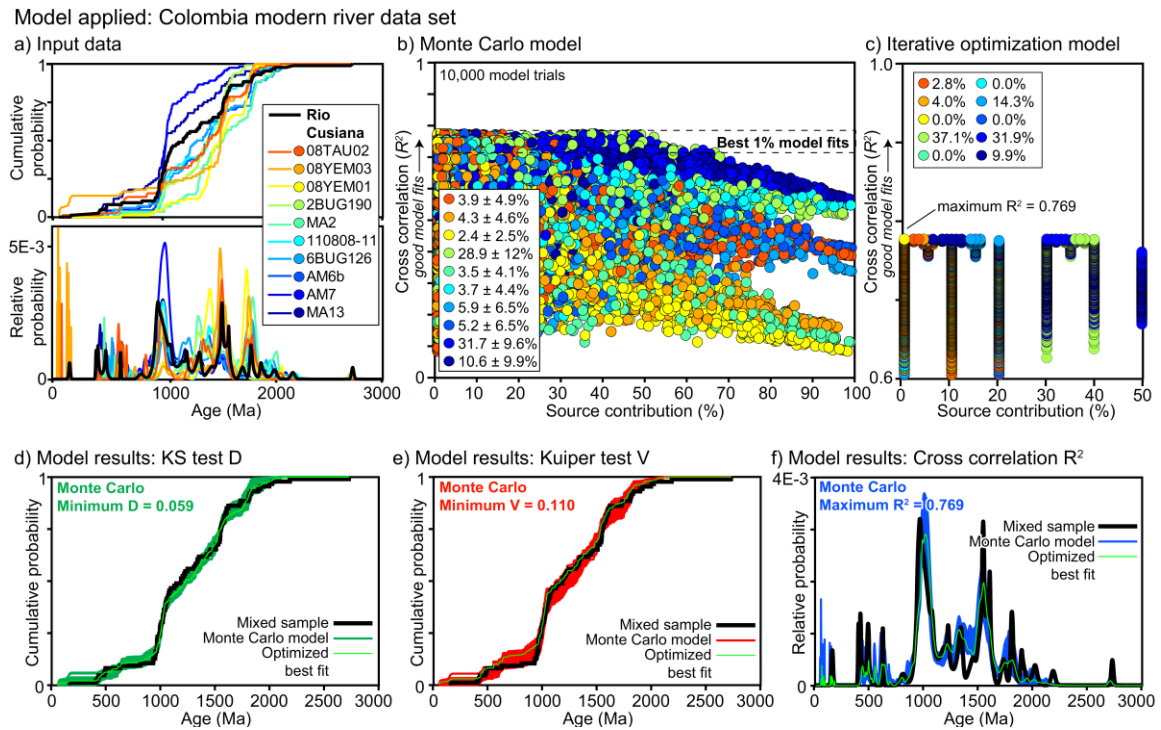 Model applied: Colombia modern river data set
a) Input data
1
Cumulative
probability
0
5E-3
Relative
probability
0
0
1000
2000
3000
Age (Ma)
Rio
Cusiana
08TAU02
08YEM03
08YEM01
2BUG190
MA2
110808-11
6BUG126
AM6b
AM7
MA13
b) Monte Carlo model
1
10,000 model trials
Best 1% model fits
Cross correlation (R²)
good model fits
3.9 ± 4.9%
4.3 ± 4.6%
2.4 ± 2.5%
28.9 ± 12%
3.5 ± 4.1%
3.7 ± 4.4%
5.9 ± 6.5%
5.2 ± 6.5%
31.7 ± 9.6%
10.6 ± 9.9%
0
0 10 20 30 40 50 60 70 80 90 100
Source contribution (%)
c) Iterative optimization model
1.0
2.8% 0.0%
4.0% 14.3%
0.0% 0.0%
37.1% 31.9%
0.0% 9.9%
Cross correlation (R²)
good model fits
maximum R² = 0.769
0.6
0 10 20 30 40 50
Source contribution (%)
d) Model results: KS test D
1
Monte Carlo
Minimum D = 0.059
Cumulative probability
Mixed sample
Monte Carlo model
Optimized
best fit
0
0 500 1000 1500 2000 2500 3000
Age (Ma)
e) Model results: Kuiper test V
1
Monte Carlo
Minimum V = 0.110
Cumulative probability
Mixed sample
Monte Carlo model
Optimized
best fit
0
0 500 1000 1500 2000 2500 3000
Age (Ma)
f) Model results: Cross correlation R²
4E-3
Monte Carlo
Maximum R² = 0.769
Relative probability
Mixed sample
Monte Carlo model
Optimized
best fit
0
0 500 1000 1500 2000 2500 3000
Age (Ma)